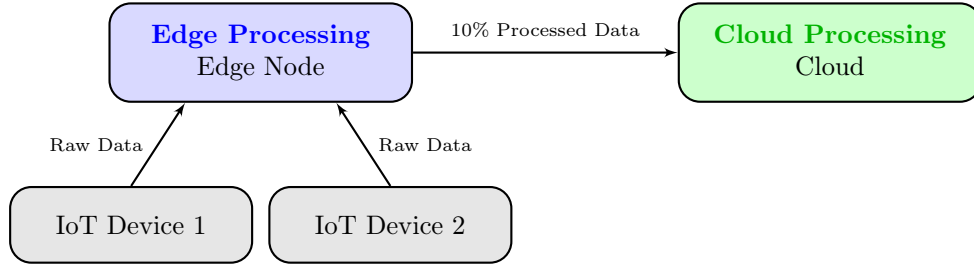 Edge Processing
Edge Node
10% Processed Data
Cloud Processing
Cloud
Raw Data
Raw Data
IoT Device 1
IoT Device 2